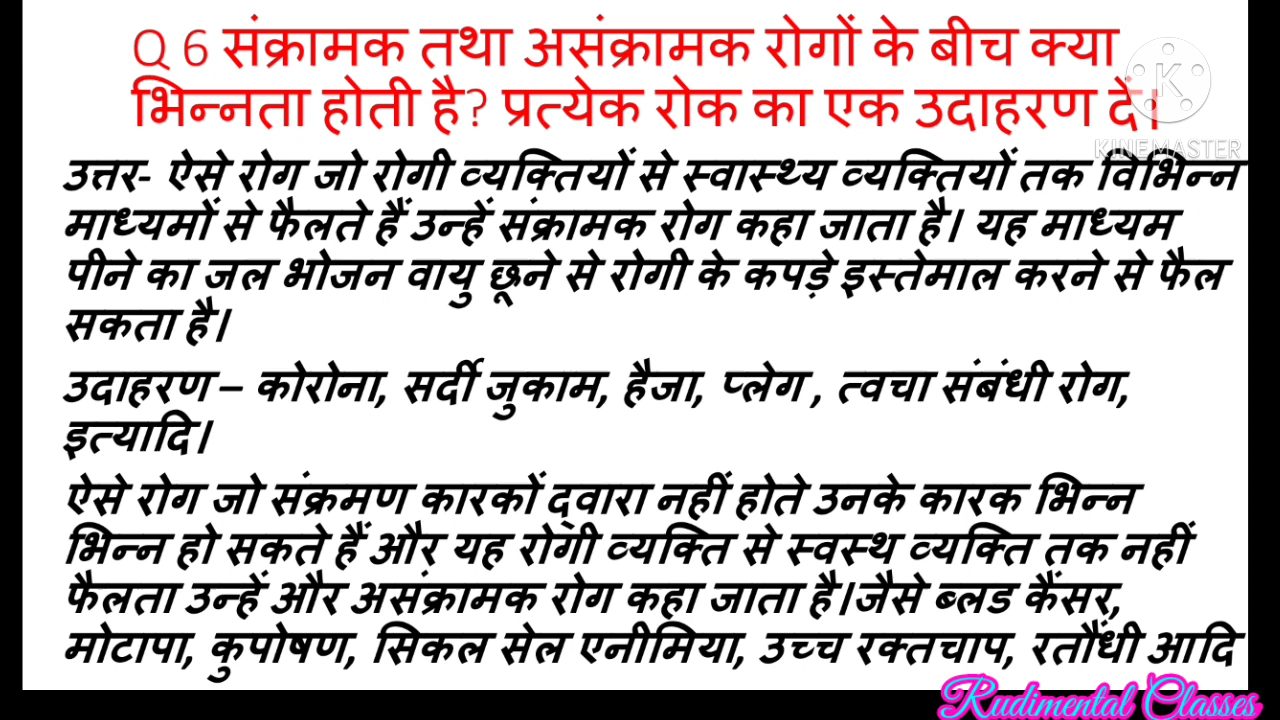 Q 6 संक्रामक तथा असंक्रामक रोगों के बीच क्या
भिन्नता होती है? प्रत्येक रोक का एक उदाहरण दें।
KINEMASTER
उत्तर- ऐसे रोग जो रोगी व्यक्तियों से स्वास्थ्य व्यक्तियों तक विभिन्न
माध्यमों से फैलते हैं उन्हें संक्रामक रोग कहा जाता है। यह माध्यम
पीने का जल भोजन वायु छूने से रोगी के कपड़े इस्तेमाल करने से फैल
सकता है।
उदाहरण – कोरोना, सर्दी जुकाम, हैजा, प्लेग , त्वचा संबंधी रोग,
इत्यादि।
ऐसे रोग जो संक्रमण कारकों द्वारा नहीं होते उनके कारक भिन्न
भिन्न हो सकते हैं और यह रोगी व्यक्ति से स्वस्थ व्यक्ति तक नहीं
फैलता उन्हें और असंक्रामक रोग कहा जाता है।जैसे ब्लड कैंसर,
मोटापा, कुपोषण, सिकल सेल एनीमिया, उच्च रक्तचाप, रतौंधी आदि
Rudimental Classes